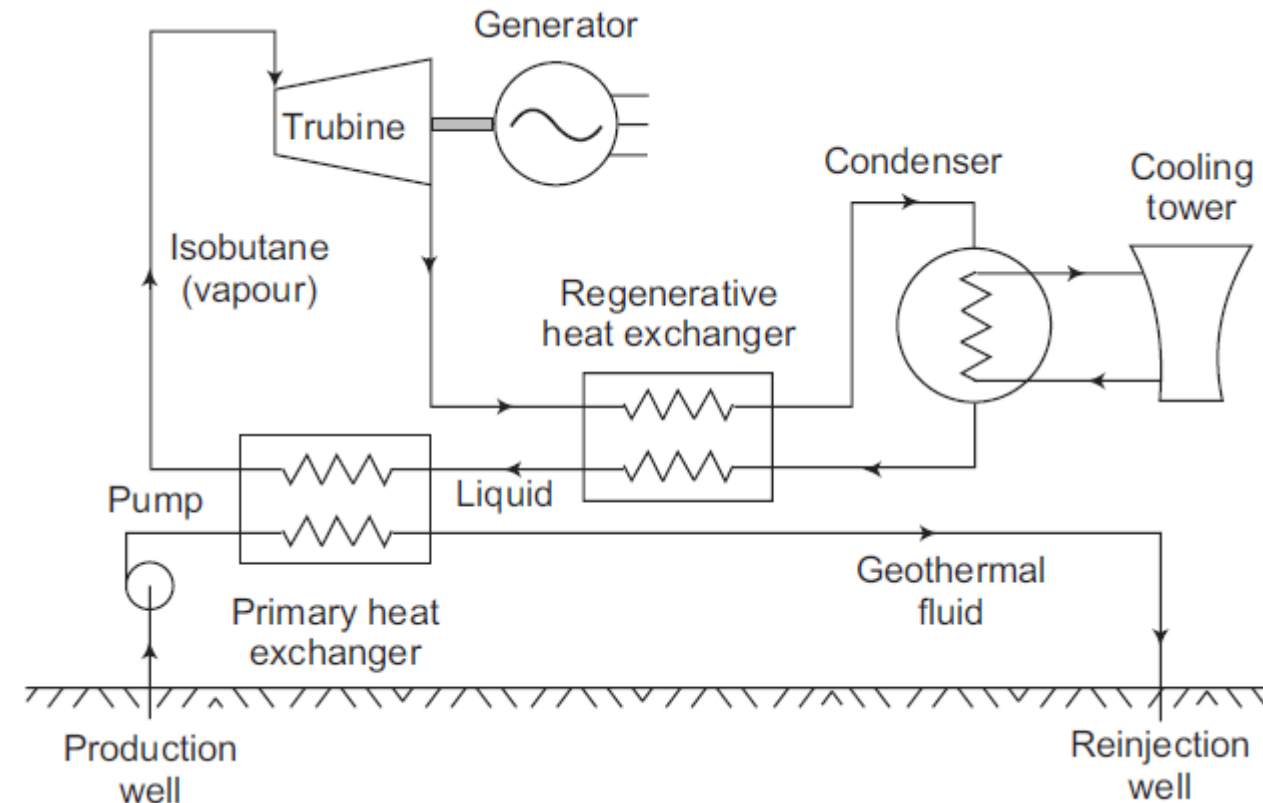 Generator
Trubine
Condenser
Cooling
tower
Isobutane
(vapour)
Regenerative
heat exchanger
Pump
Liquid
Geothermal
fluid
Primary heat
exchanger
Production
well
Reinjection
well